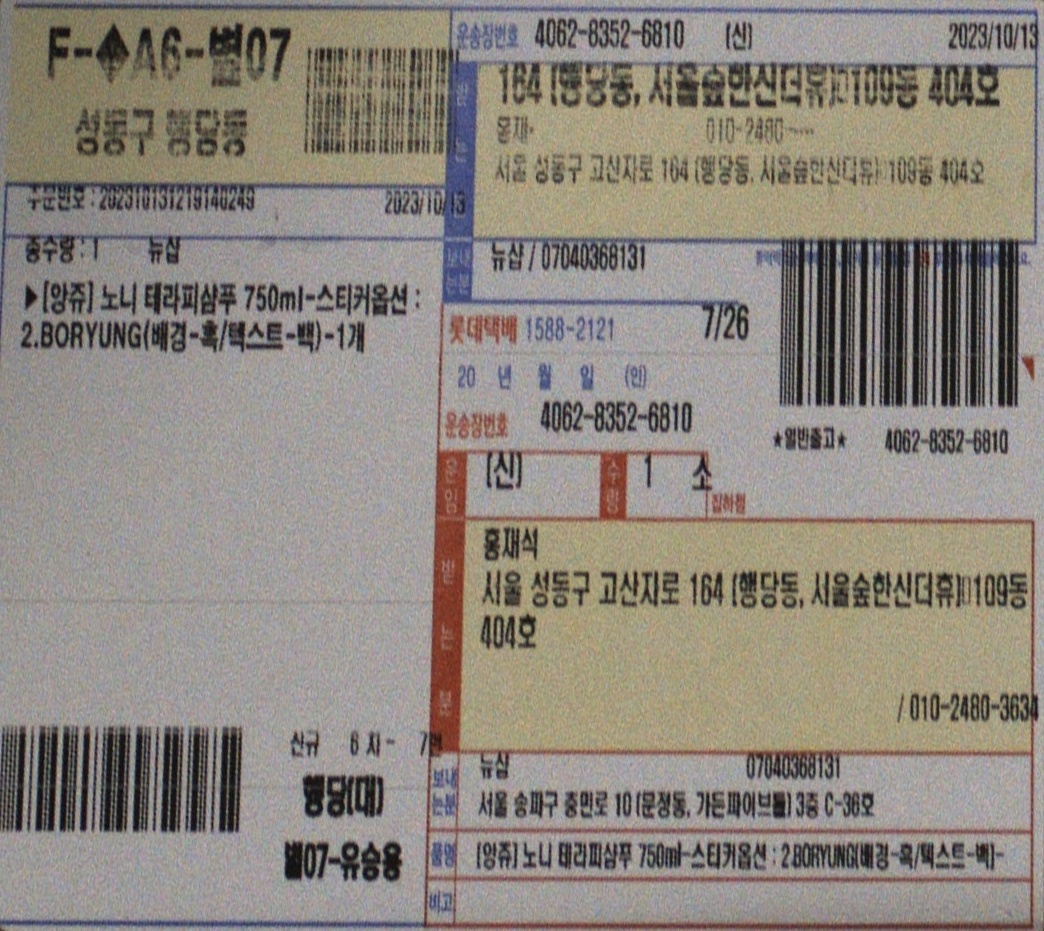 F-◆A6-별07
성동구 행당동
운송장번호 4062-8352-6810 (신) 2023/10/13
164 (행당동, 서울숲한신더휴) 109동 404호
홍재* 010-2480-****
서울 성동구 고산자로 164 (행당동, 서울숲한신더휴) 109동 404호
주문번호 : 202310131219140249 2023/10/13
총수량 : 1 뉴샵
▶[앙쥬] 노니 테라피샴푸 750ml-스티커옵션 :
2.BORYUNG(배경-흑/텍스트-백)-1개
보내는분 뉴샵 / 07040368131
롯데택배 1588-2121 7/26
20 년 월 일 (인)
운송장번호 4062-8352-6810
★일반출고★ 4062-8352-6810
운임 (신) 수량 1 소 집하점
받는분
홍재석
서울 성동구 고산자로 164 (행당동, 서울숲한신더휴) 109동
404호
/ 010-2480-3634
신규 6 차 - 7번
행당(대)
별07-유승용
보내는분 뉴샵 07040368131
서울 송파구 충민로 10 (문정동, 가든파이브툴) 3층 C-36호
품명 [앙쥬] 노니 테라피샴푸 750ml-스티커옵션 : 2.BORYUNG(배경-흑/텍스트-백)-
비고